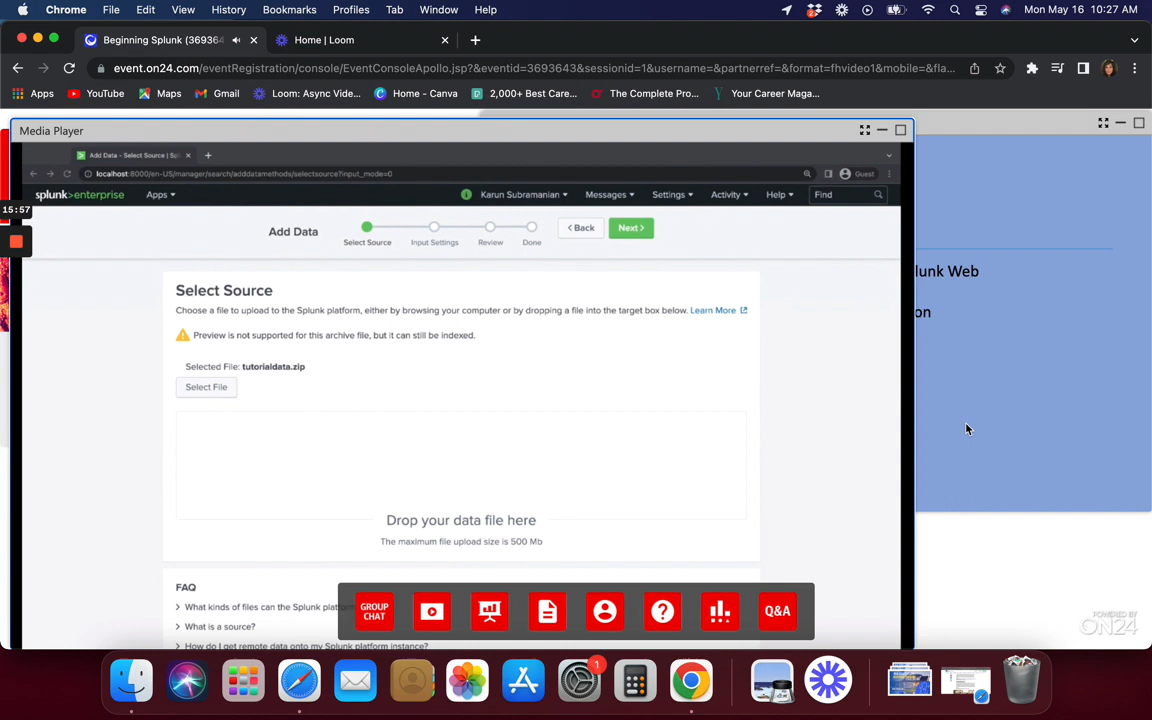 Chrome File Edit View History Bookmarks Profiles Tab Window Help Mon May 16 10:27 AM
Beginning Splunk (369364 Home | Loom
event.on24.com/eventRegistration/console/EventConsoleApollo.jsp?&eventid=3693643&sessionid=1&username=&partnerref=&format=fhvideo1&mobile=&fla...
Apps YouTube Maps Gmail Loom: Async Vide... Home - Canva 2,000+ Best Care... The Complete Pro... Your Career Maga...
Media Player
Add Data - Select Source | Spl
localhost:8000/en-US/manager/search/adddatamethods/selectsource?input_mode=0 Guest
splunk>enterprise Apps Karun Subramanian Messages Settings Activity Help Find
15:57
Add Data Select Source Input Settings Review Done < Back Next >
Select Source
Choose a file to upload to the Splunk platform, either by browsing your computer or by dropping a file into the target box below. Learn More
Preview is not supported for this archive file, but it can still be indexed.
Selected File: tutorialdata.zip
Select File
Drop your data file here
The maximum file upload size is 500 Mb
FAQ
What kinds of files can the Splunk platf
What is a source?
How do I get remote data onto my Splunk platform instance?
lunk Web
on
GROUP
CHAT
?
Q&A
POWERED BY
ON24
1